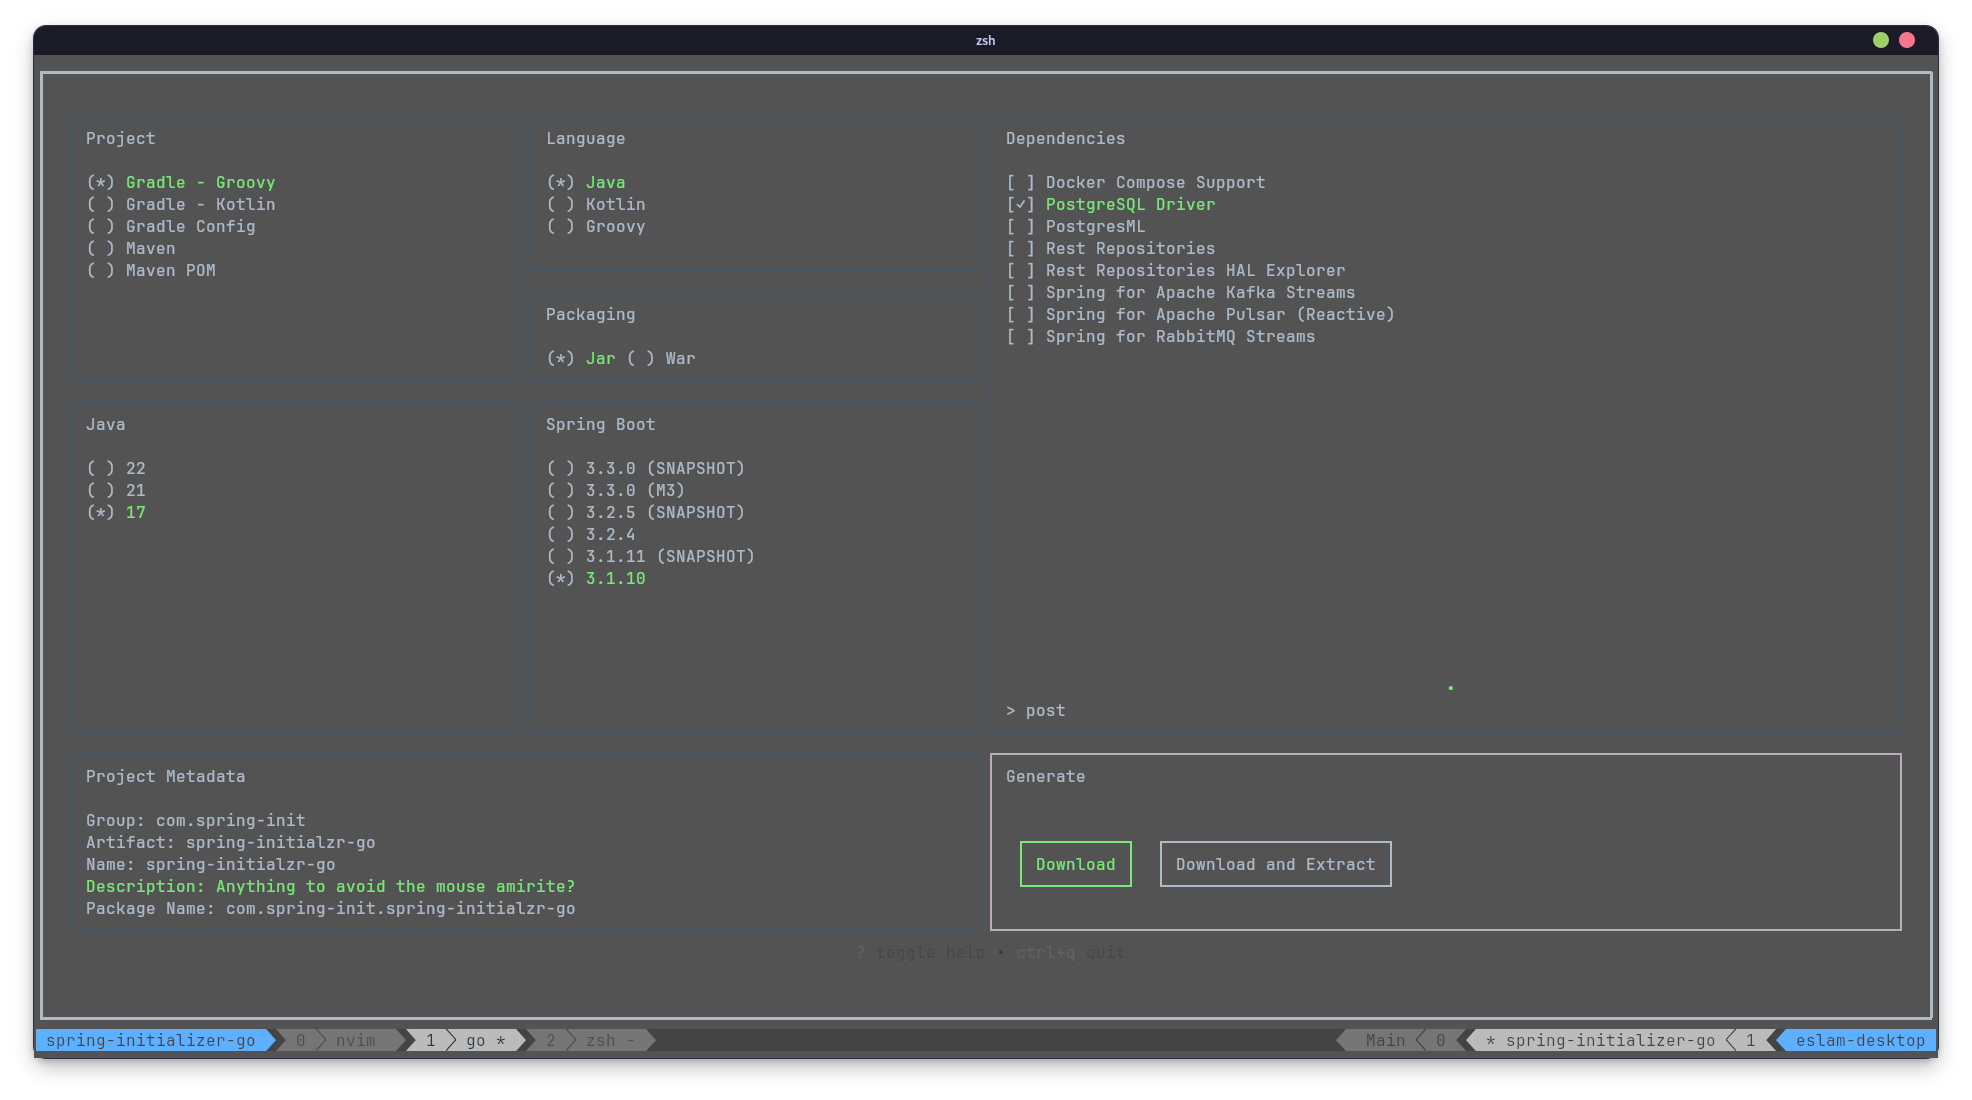 zsh
Project
(*) Gradle - Groovy
( ) Gradle - Kotlin
( ) Gradle Config
( ) Maven
( ) Maven POM
Language
(*) Java
( ) Kotlin
( ) Groovy
Packaging
(*) Jar ( ) War
Dependencies
[ ] Docker Compose Support
[✓] PostgreSQL Driver
[ ] PostgresML
[ ] Rest Repositories
[ ] Rest Repositories HAL Explorer
[ ] Spring for Apache Kafka Streams
[ ] Spring for Apache Pulsar (Reactive)
[ ] Spring for RabbitMQ Streams
> post
Java
( ) 22
( ) 21
(*) 17
Spring Boot
( ) 3.3.0 (SNAPSHOT)
( ) 3.3.0 (M3)
( ) 3.2.5 (SNAPSHOT)
( ) 3.2.4
( ) 3.1.11 (SNAPSHOT)
(*) 3.1.10
Project Metadata
Group: com.spring-init
Artifact: spring-initialzr-go
Name: spring-initialzr-go
Description: Anything to avoid the mouse amirite?
Package Name: com.spring-init.spring-initialzr-go
Generate
Download
Download and Extract
? toggle help • ctrl+q quit
spring-initializer-go 0 nvim 1 go * 2 zsh - Main 0 * spring-initializer-go 1 eslam-desktop